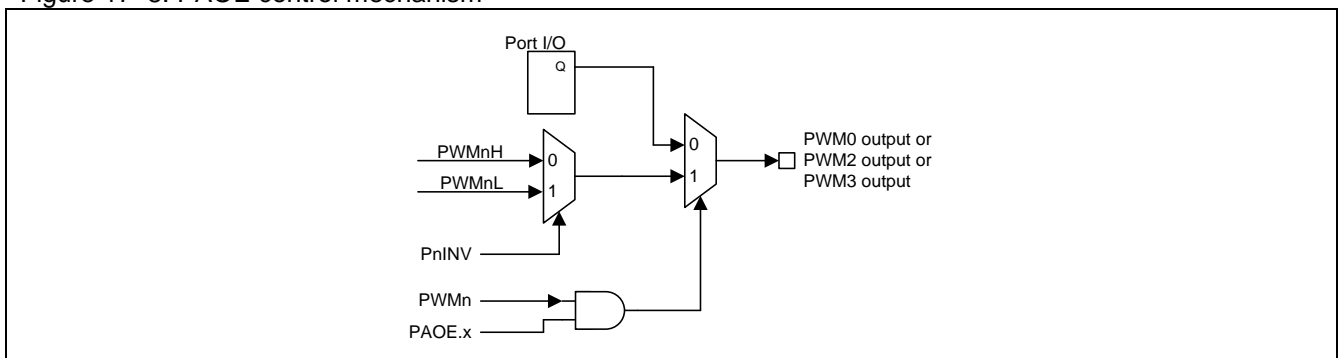 Port I/O
Q
PWMnH
0
PWMnL
1
0
1
PWM0 output or
PWM2 output or
PWM3 output
PnINV
PWMn
PAOE.x